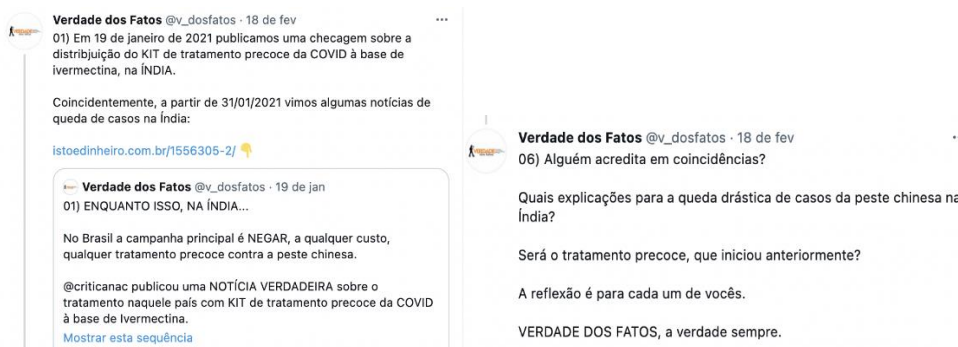 Verdade dos Fatos @v_dosfatos · 18 de fev
01) Em 19 de janeiro de 2021 publicamos uma checagem sobre a
distribjuição do KIT de tratamento precoce da COVID à base de
ivermectina, na ÍNDIA.
Coincidentemente, a partir de 31/01/2021 vimos algumas notícias de
queda de casos na Índia:
istoedinheiro.com.br/1556305-2/ 👇
Verdade dos Fatos @v_dosfatos · 19 de jan
01) ENQUANTO ISSO, NA ÍNDIA...
No Brasil a campanha principal é NEGAR, a qualquer custo,
qualquer tratamento precoce contra a peste chinesa.
@criticanac publicou uma NOTÍCIA VERDADEIRA sobre o
tratamento naquele país com KIT de tratamento precoce da COVID
à base de Ivermectina.
Mostrar esta sequência
Verdade dos Fatos @v_dosfatos · 18 de fev
06) Alguém acredita em coincidências?
Quais explicações para a queda drástica de casos da peste chinesa na
Índia?
Será o tratamento precoce, que iniciou anteriormente?
A reflexão é para cada um de vocês.
VERDADE DOS FATOS, a verdade sempre.